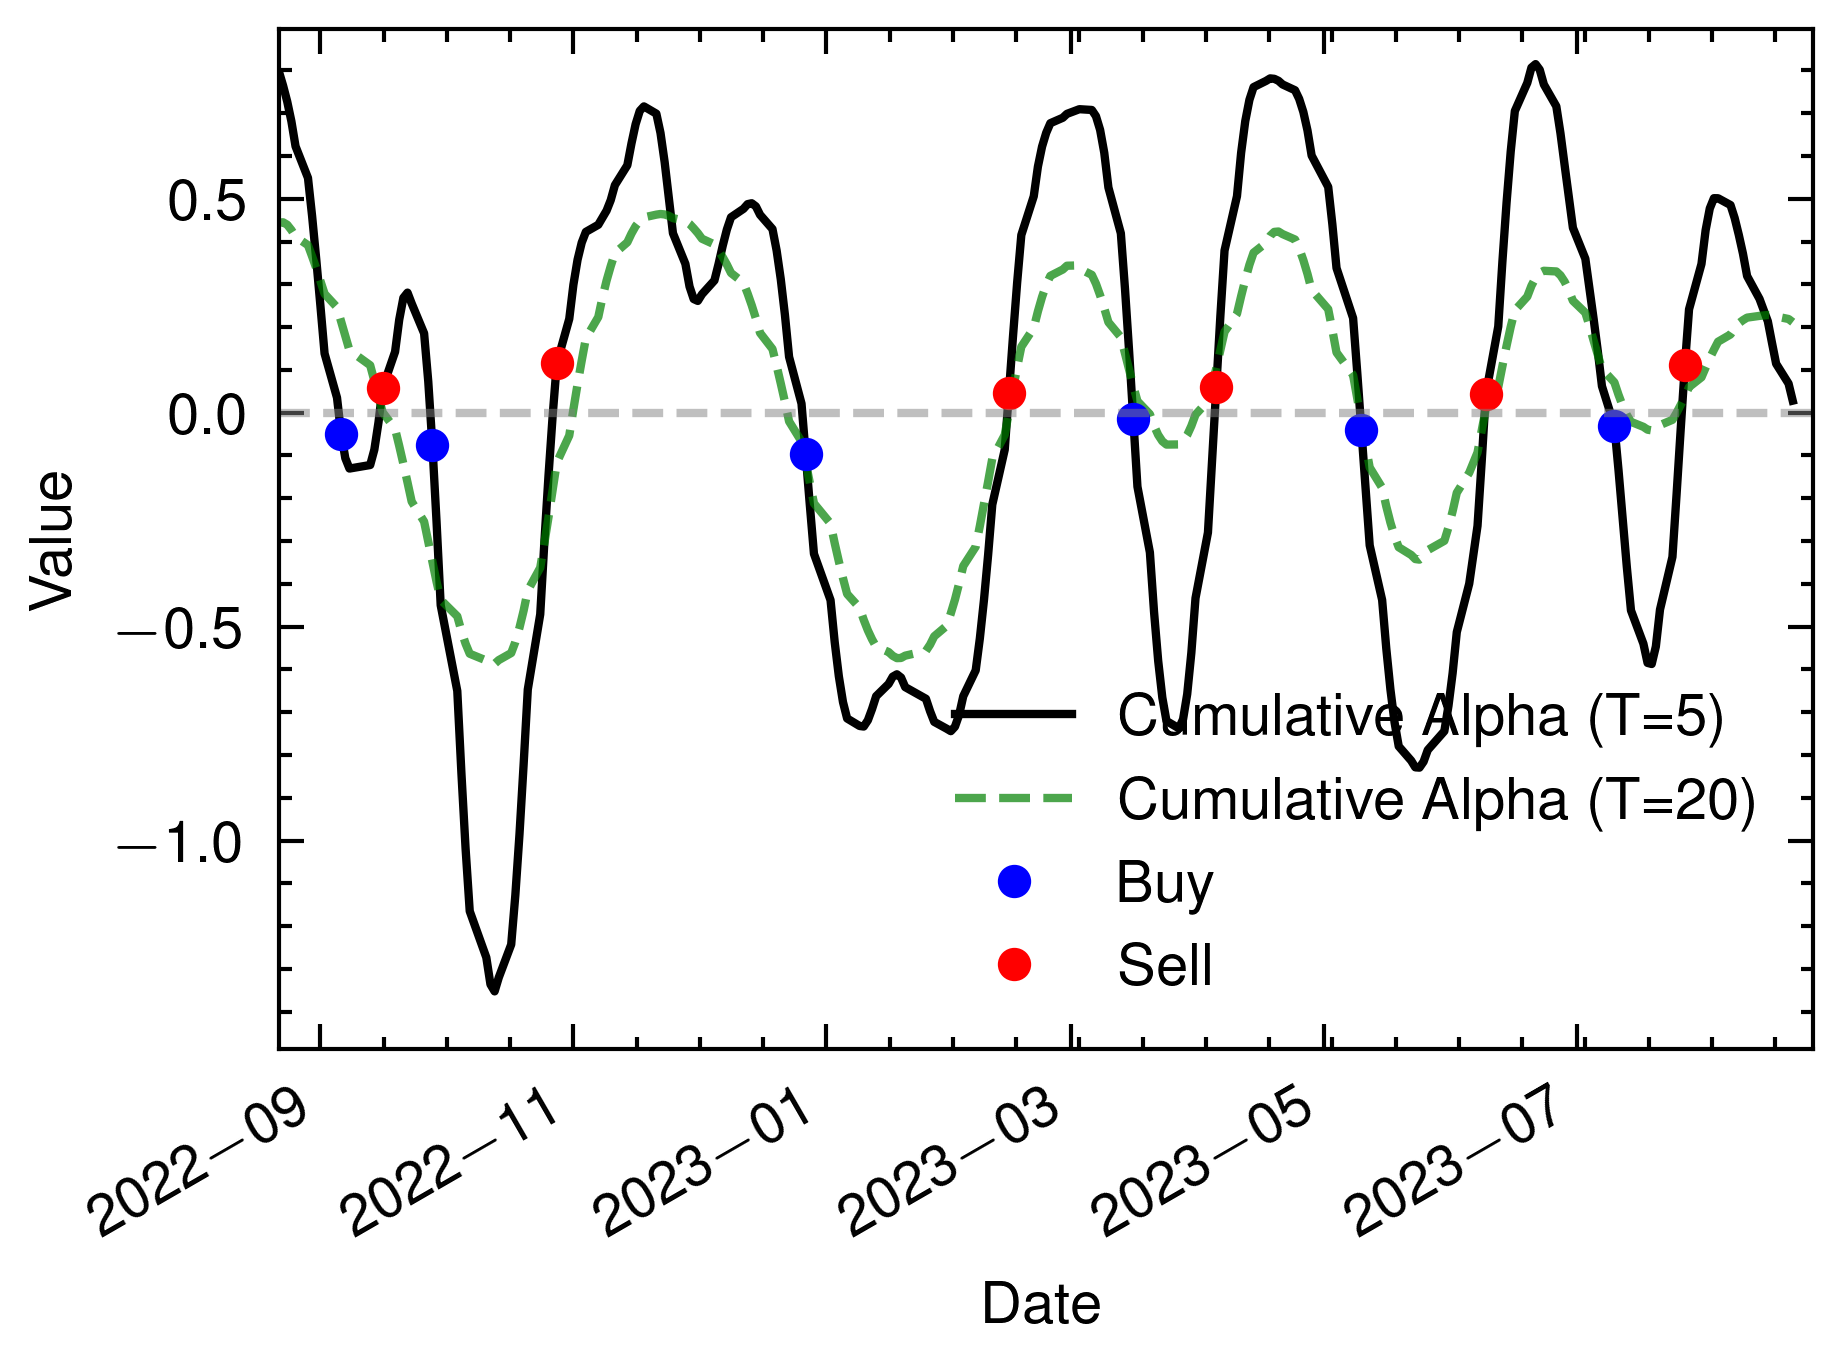 0.5
0.0
−0.5
−1.0
Value
Cumulative Alpha (T=5)
Cumulative Alpha (T=20)
Buy
Sell
2022−09
2022−11
2023−01
2023−03
2023−05
2023−07
Date